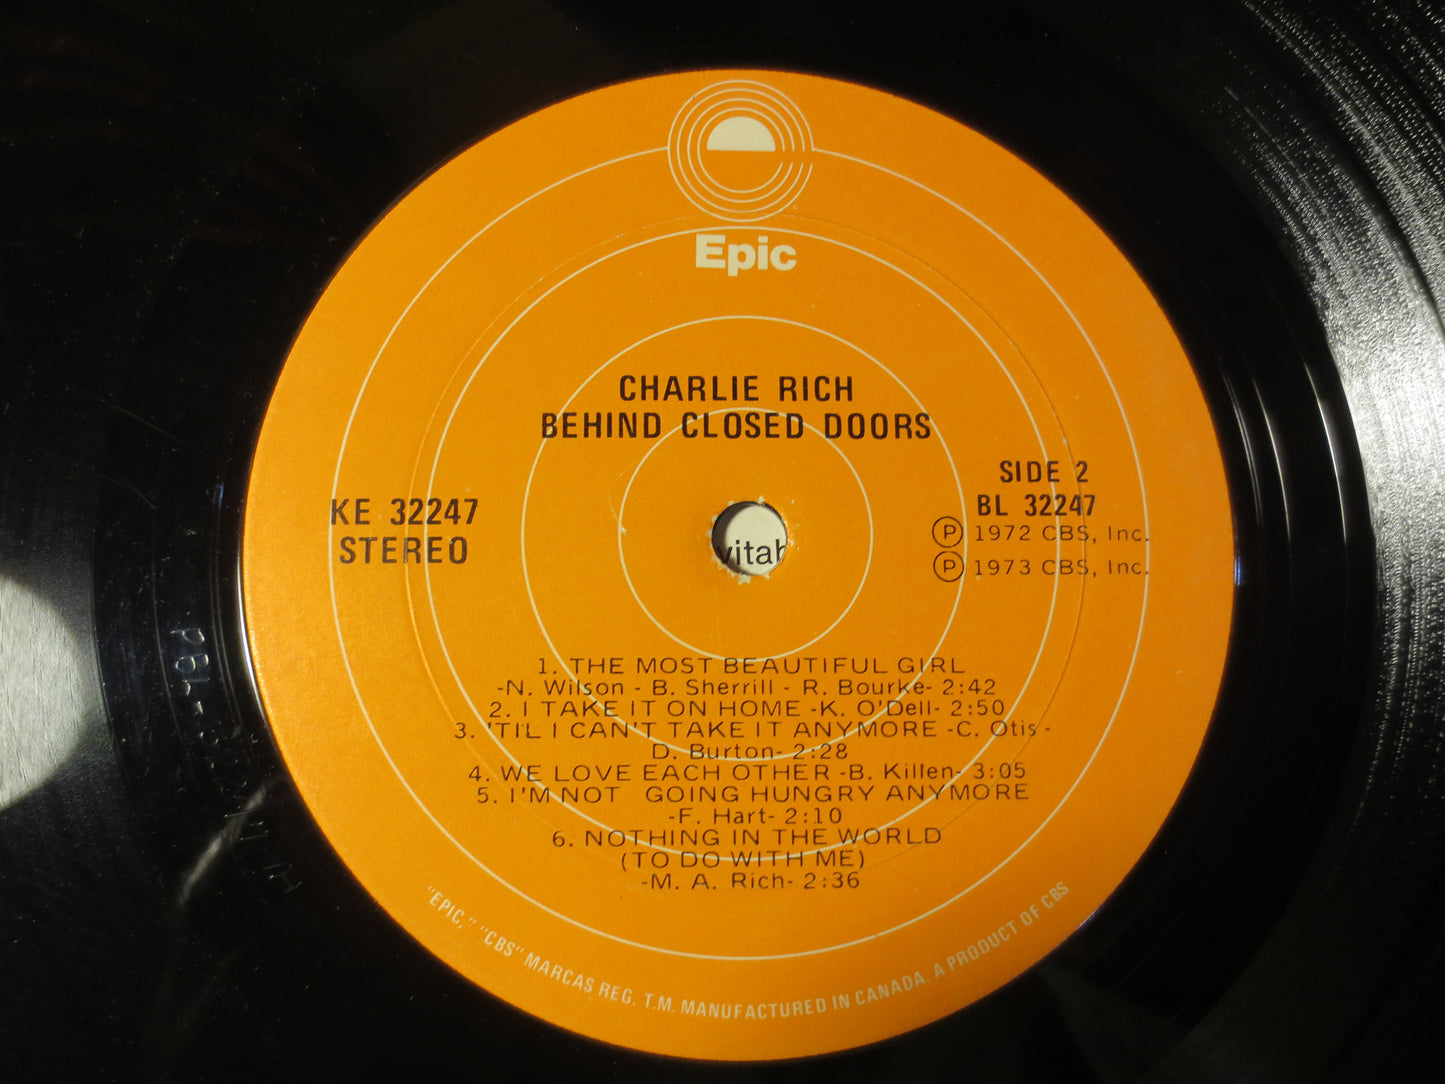 Epic
CHARLIE RICH
BEHIND CLOSED DOORS
SIDE 2
BL 32247
KE 32247
STEREO
Ⓟ 1972 CBS, Inc.
Ⓟ 1973 CBS, Inc.
vitab
1. THE MOST BEAUTIFUL GIRL
-N. Wilson - B. Sherrill - R. Bourke- 2:42
2. I TAKE IT ON HOME -K. O'Dell- 2:50
3. 'TIL I CAN'T TAKE IT ANYMORE -C. Otis -
D. Burton- 2:28
4. WE LOVE EACH OTHER -B. Killen- 3:05
5. I'M NOT GOING HUNGRY ANYMORE
-F. Hart- 2:10
6. NOTHING IN THE WORLD
(TO DO WITH ME)
-M. A. Rich- 2:36
"EPIC," "CBS" MARCAS REG. T.M. MANUFACTURED IN CANADA. A PRODUCT OF CBS